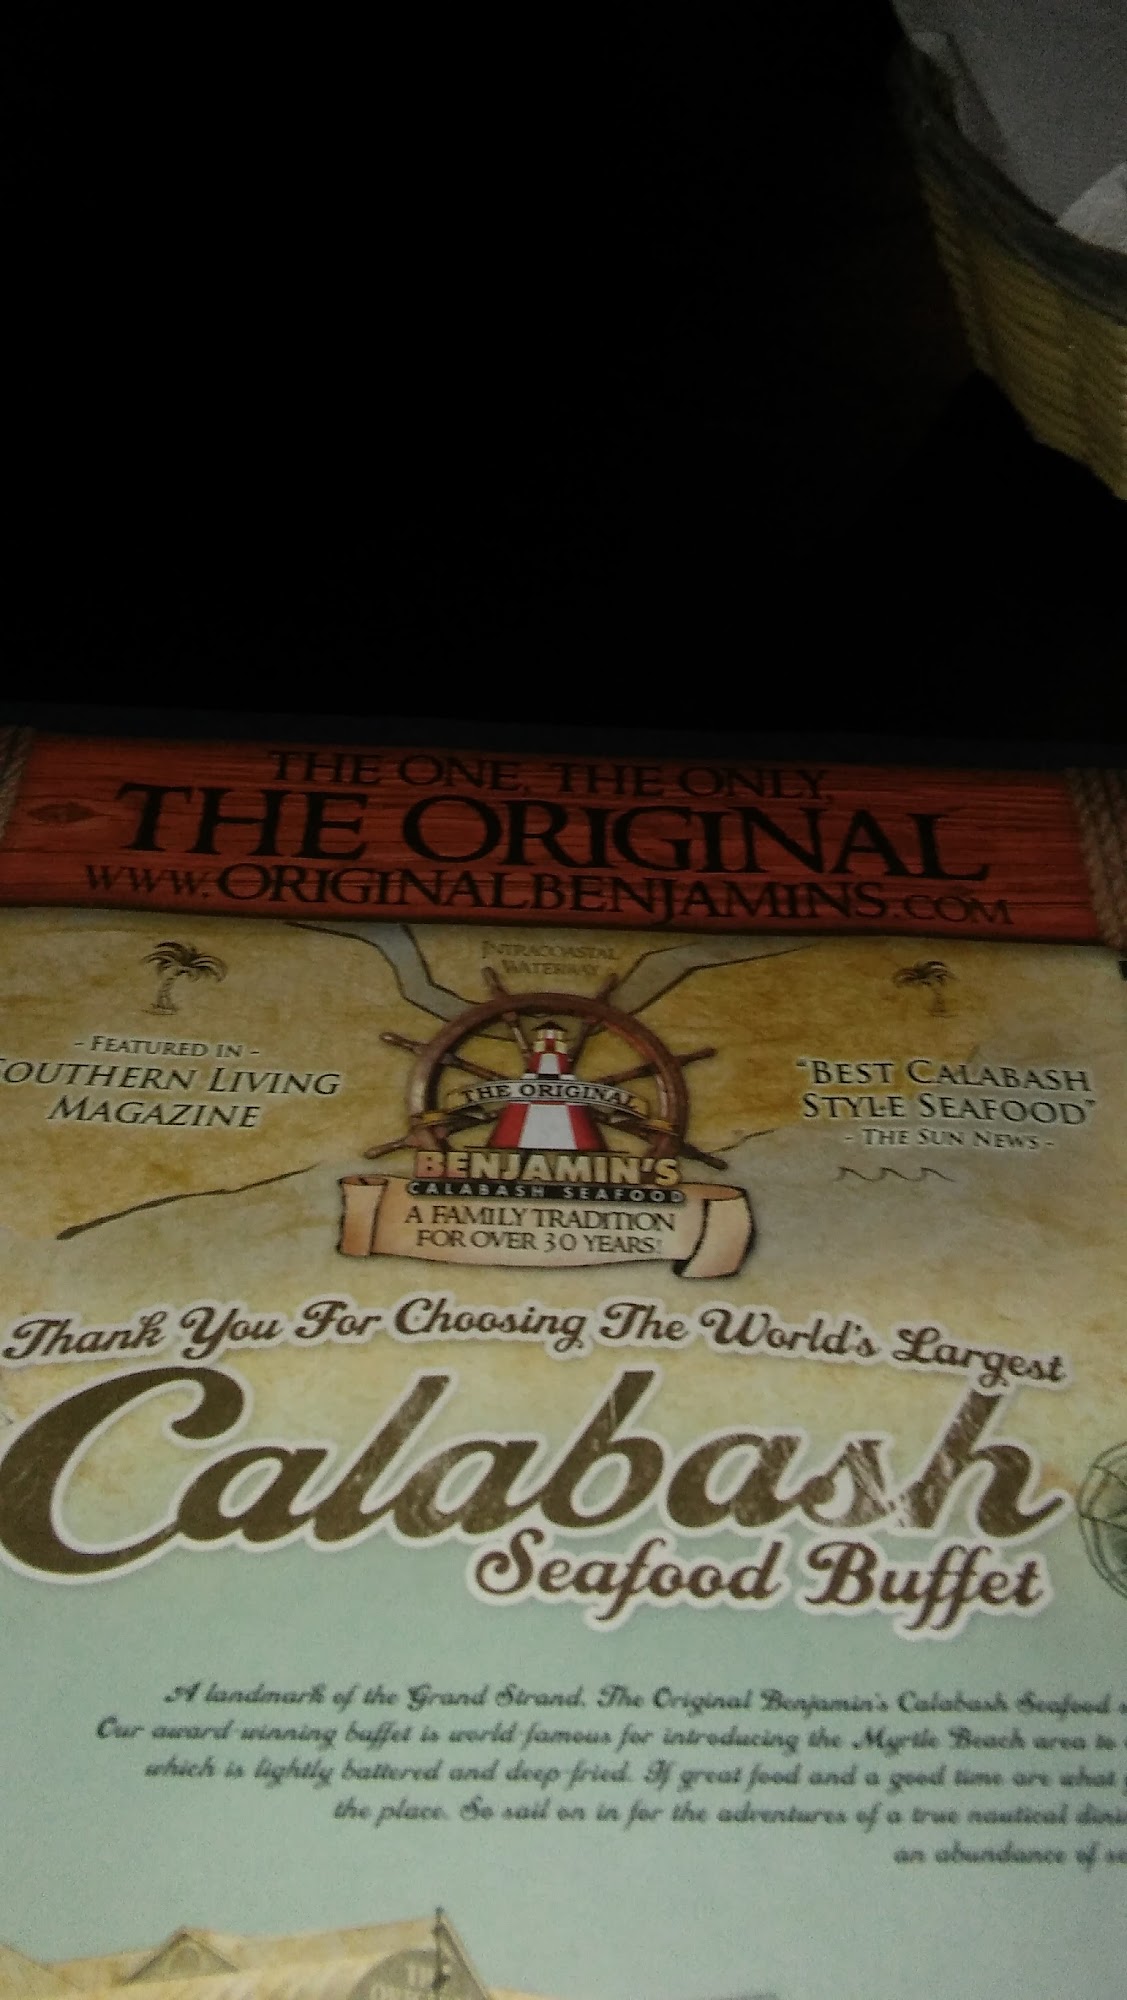 THE ONE, THE ONLY,
THE ORIGINAL
WWW.ORIGINALBENJAMINS.COM
INTRACOASTAL
WATERWAY
- FEATURED IN -
SOUTHERN LIVING
MAGAZINE
THE ORIGINAL
BENJAMIN'S
CALABASH SEAFOOD
A FAMILY TRADITION
FOR OVER 30 YEARS!
"BEST CALABASH
STYLE SEAFOOD"
- THE SUN NEWS -
Thank You For Choosing The World's Largest
Calabash
Seafood Buffet
A landmark of the Grand Strand, The Original Benjamin's Calabash Seafood
Our award-winning buffet is world-famous for introducing the Myrtle Beach area to
which is lightly battered and deep-fried. If great food and a good time are what
the place. So sail on in for the adventures of a true nautical
an abundance of